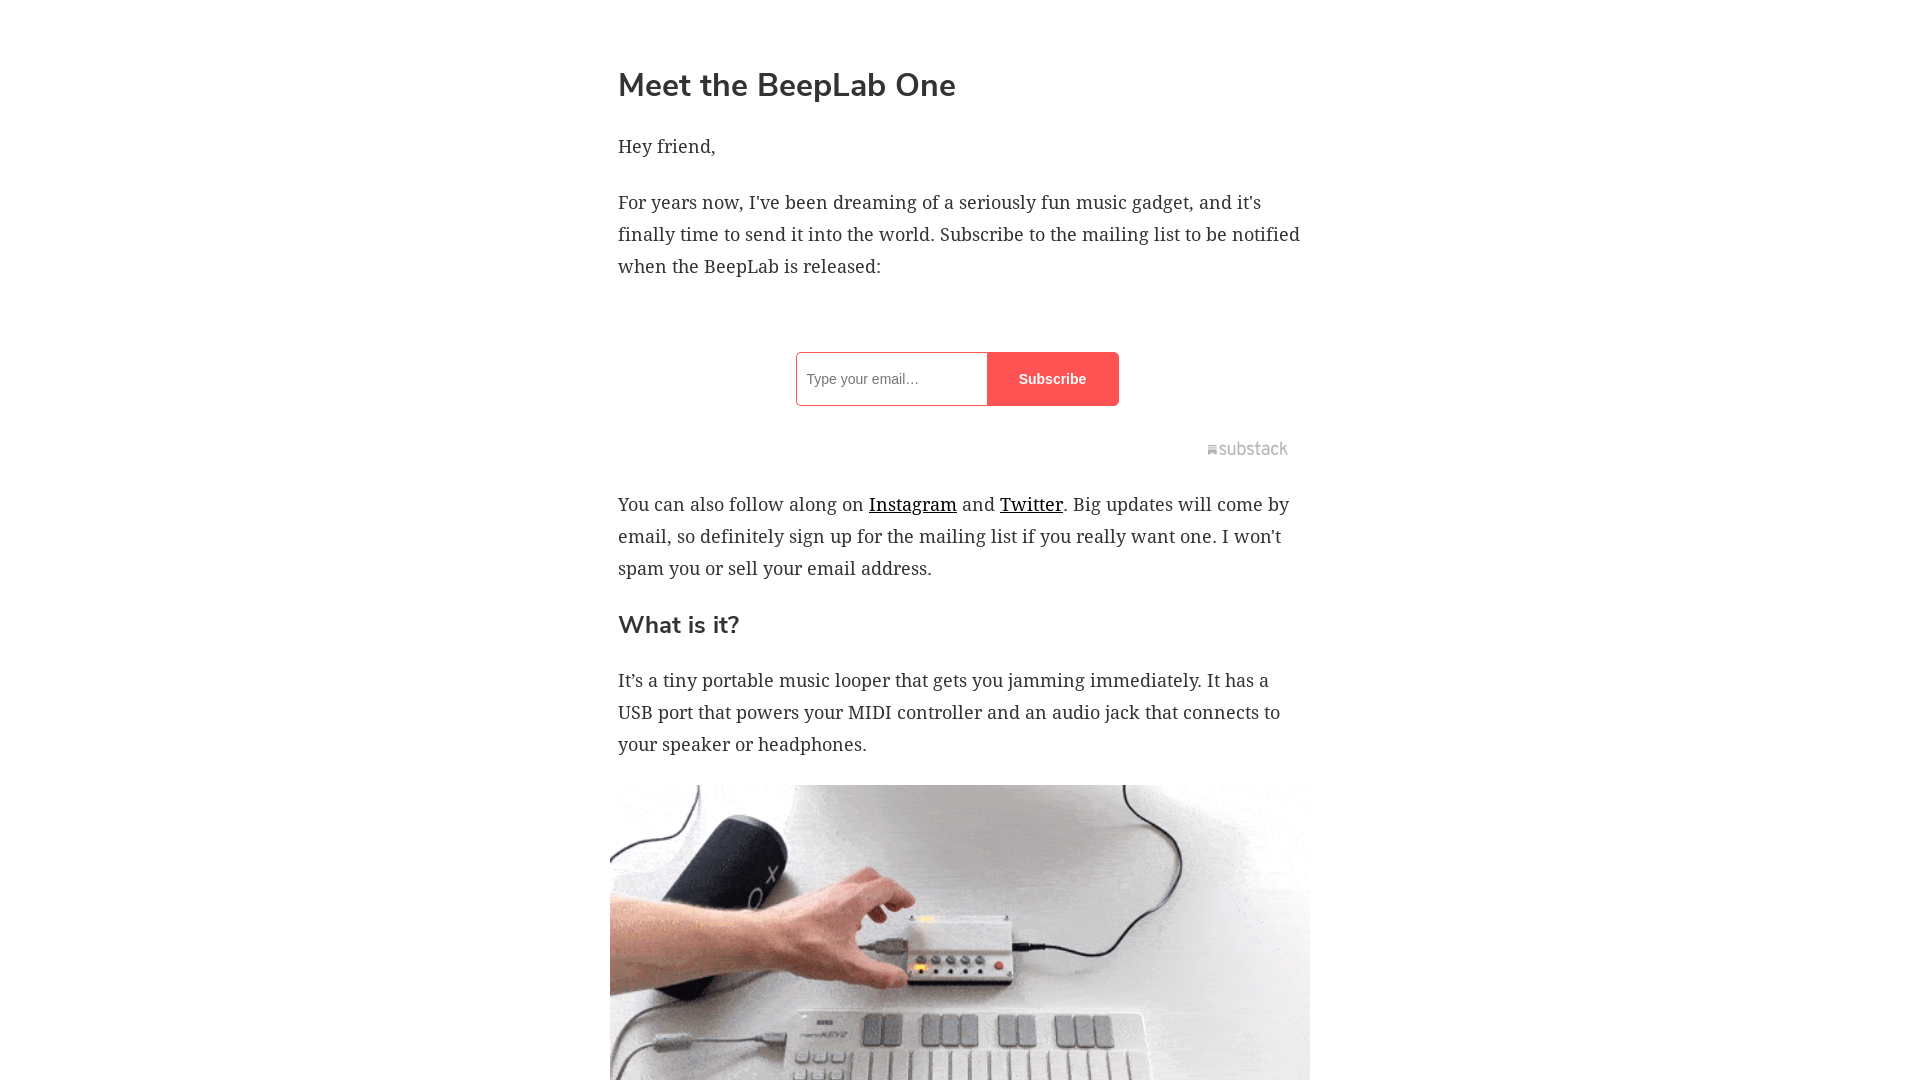 Meet the BeepLab One
Hey friend,
For years now, I've been dreaming of a seriously fun music gadget, and it's
finally time to send it into the world. Subscribe to the mailing list to be notified
when the BeepLab is released:
Type your email…
Subscribe
substack
You can also follow along on Instagram and Twitter. Big updates will come by
email, so definitely sign up for the mailing list if you really want one. I won't
spam you or sell your email address.
What is it?
It’s a tiny portable music looper that gets you jamming immediately. It has a
USB port that powers your MIDI controller and an audio jack that connects to
your speaker or headphones.